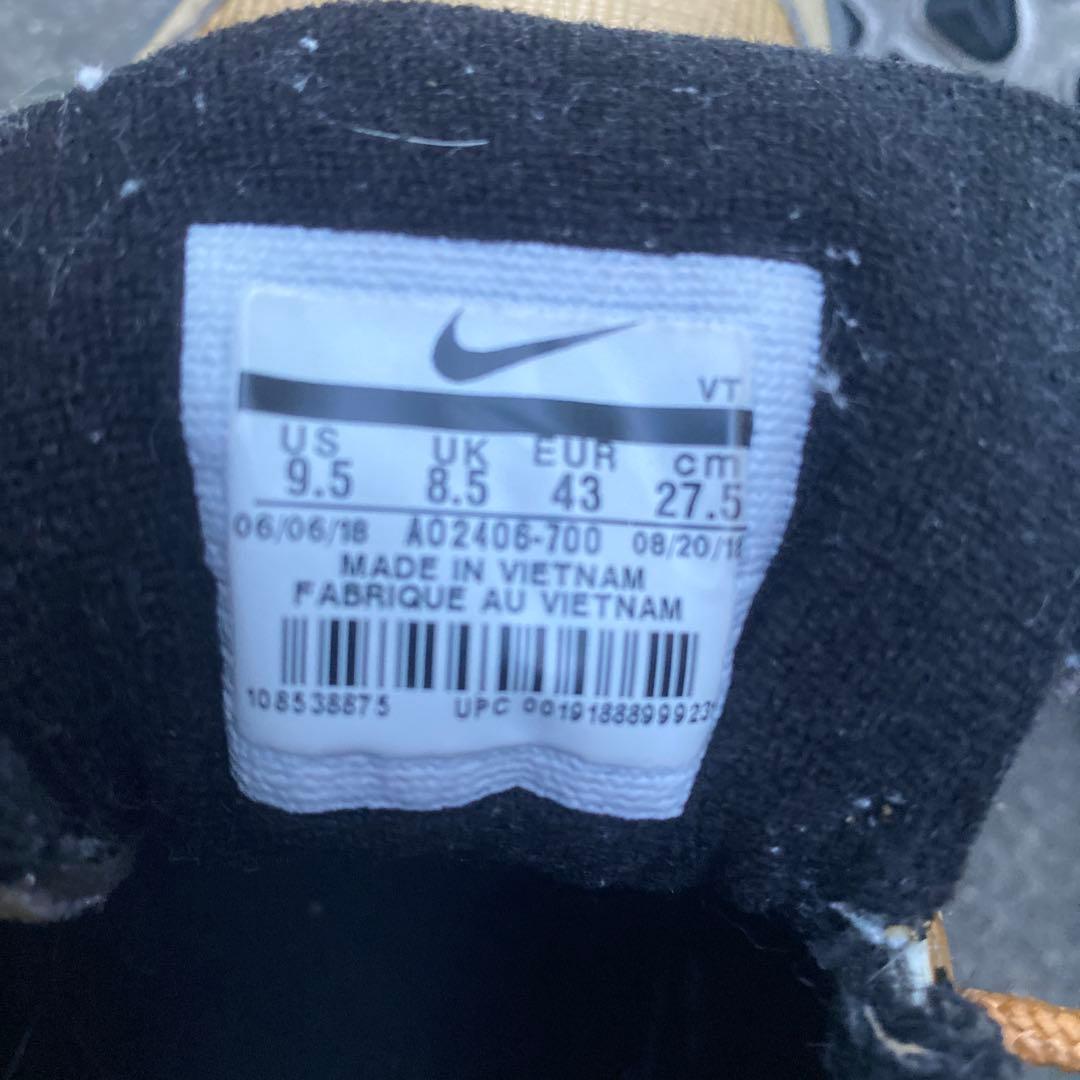 VT
US UK EUR cm
9.5 8.5 43 27.5
06/06/18 AO2406-700 08/20/18
MADE IN VIETNAM
FABRIQUE AU VIETNAM
108538875 UPC